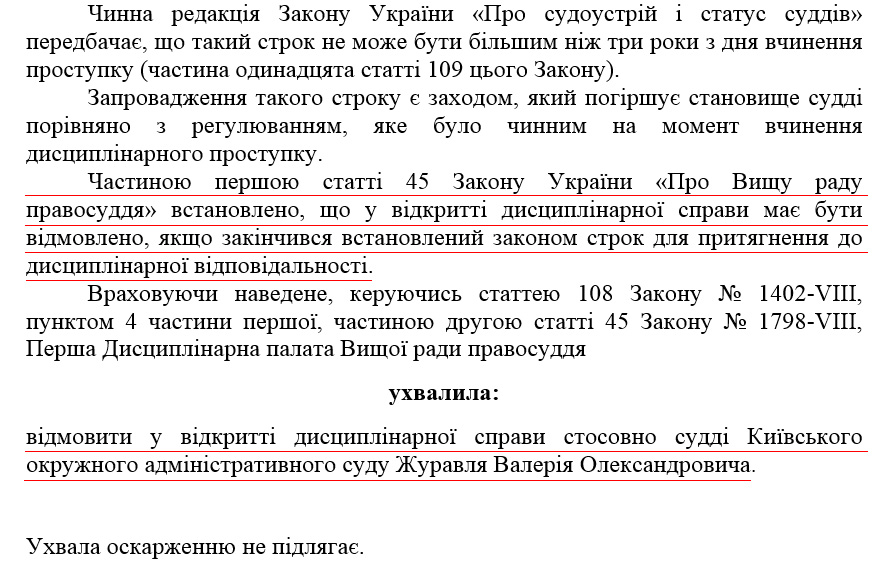 Чинна редакція Закону України «Про судоустрій і статус суддів»
передбачає, що такий строк не може бути більшим ніж три роки з дня вчинення
проступку (частина одинадцята статті 109 цього Закону).
Запровадження такого строку є заходом, який погіршує становище судді
порівняно з регулюванням, яке було чинним на момент вчинення
дисциплінарного проступку.
Частиною першою статті 45 Закону України «Про Вищу раду
правосуддя» встановлено, що у відкритті дисциплінарної справи має бути
відмовлено, якщо закінчився встановлений законом строк для притягнення до
дисциплінарної відповідальності.
Враховуючи наведене, керуючись статтею 108 Закону № 1402-VIII,
пунктом 4 частини першої, частиною другою статті 45 Закону № 1798-VIII,
Перша Дисциплінарна палата Вищої ради правосуддя
ухвалила:
відмовити у відкритті дисциплінарної справи стосовно судді Київського
окружного адміністративного суду Журавля Валерія Олександровича.
Ухвала оскарженню не підлягає.